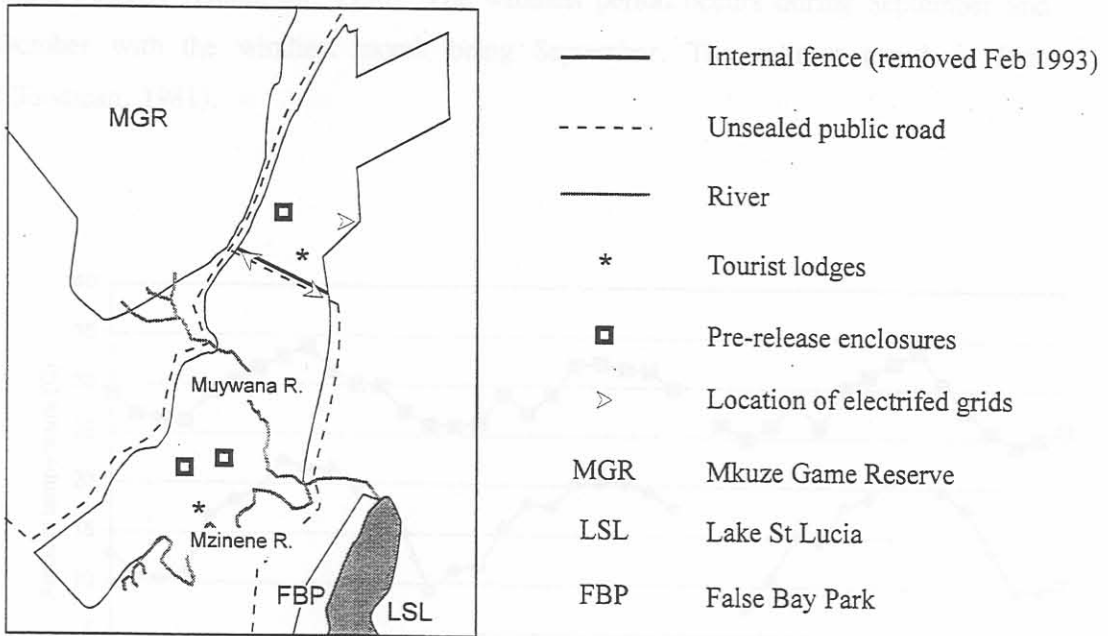 MGR
Muywana R.
Mzinene R.
FBP
LSL
Internal fence (removed Feb 1993)
Unsealed public road
River
* Tourist lodges
Pre-release enclosures
Location of electrifed grids
MGR Mkuze Game Reserve
LSL Lake St Lucia
FBP False Bay Park